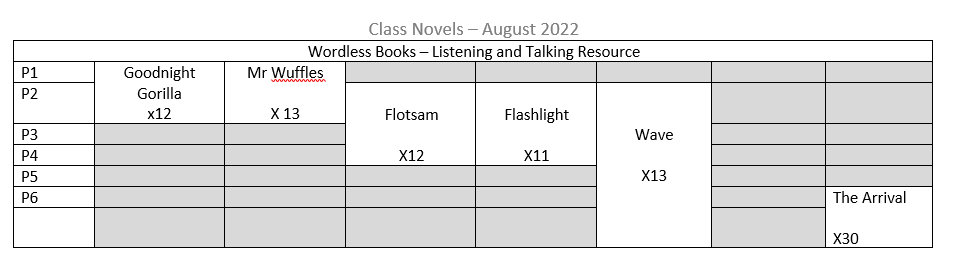 Class Novels – August 2022
Wordless Books – Listening and Talking Resource
P1
Goodnight
Gorilla
x12
Mr Wuffles
X 13
P2
Flotsam
X12
Flashlight
X11
Wave
X13
P3
P4
P5
P6
The Arrival
X30